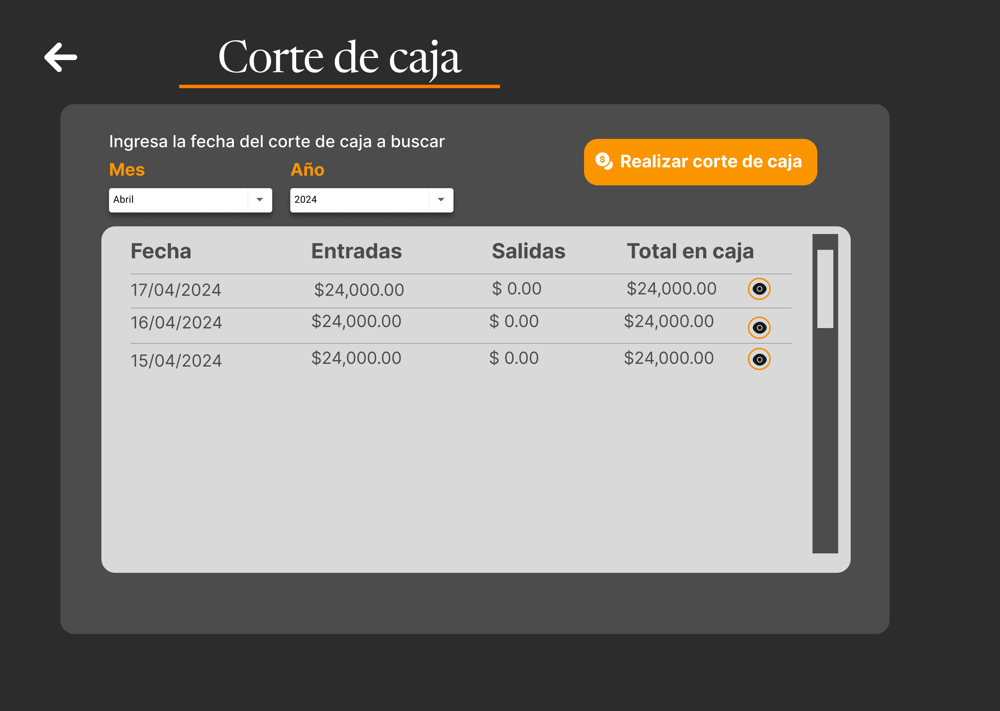 Corte de caja
Ingresa la fecha del corte de caja a buscar
Realizar corte de caja
Mes Año
Abril 2024
Fecha Entradas Salidas Total en caja
17/04/2024 $24,000.00 $ 0.00 $24,000.00
16/04/2024 $24,000.00 $ 0.00 $24,000.00
15/04/2024 $24,000.00 $ 0.00 $24,000.00